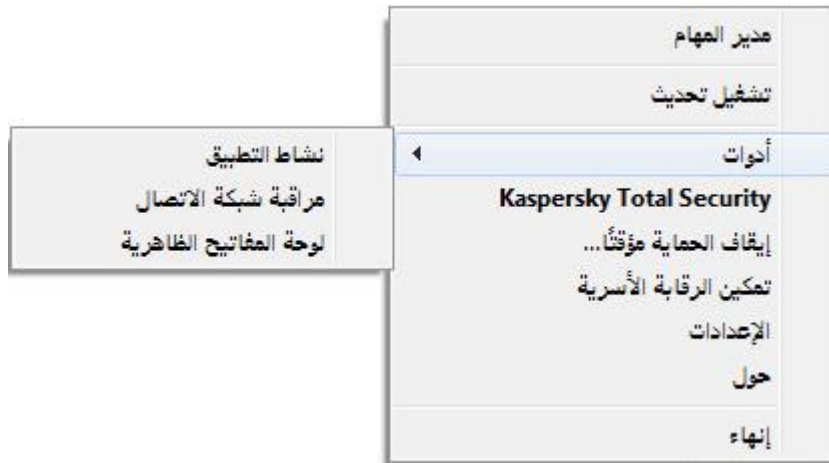 مدير المهام
تشغيل تحديث
أدوات
نشاط التطبيق
مراقبة شبكة الاتصال
لوحة المفاتيح الظاهرية
Kaspersky Total Security
إيقاف الحماية مؤقتًا...
تمكين الرقابة الأسرية
الإعدادات
حول
إنهاء